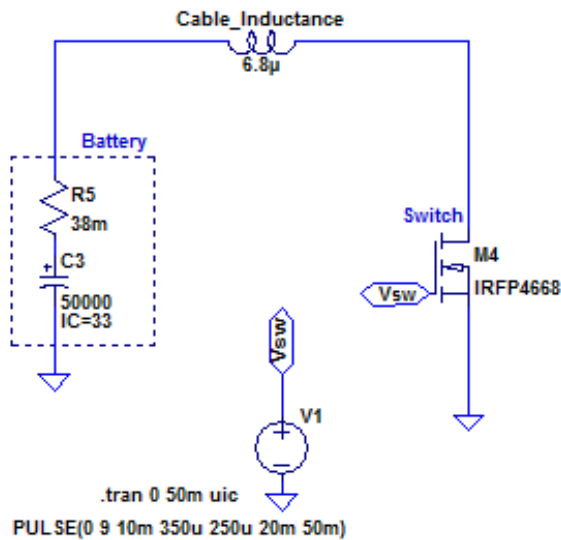 Cable_Inductance
6.8µ
Battery
R5
38m
+
C3
50000
IC=33
Switch
M4
IRFP4668
Vsw
Vsw
V1
.tran 0 50m uic
PULSE(0 9 10m 350u 250u 20m 50m)